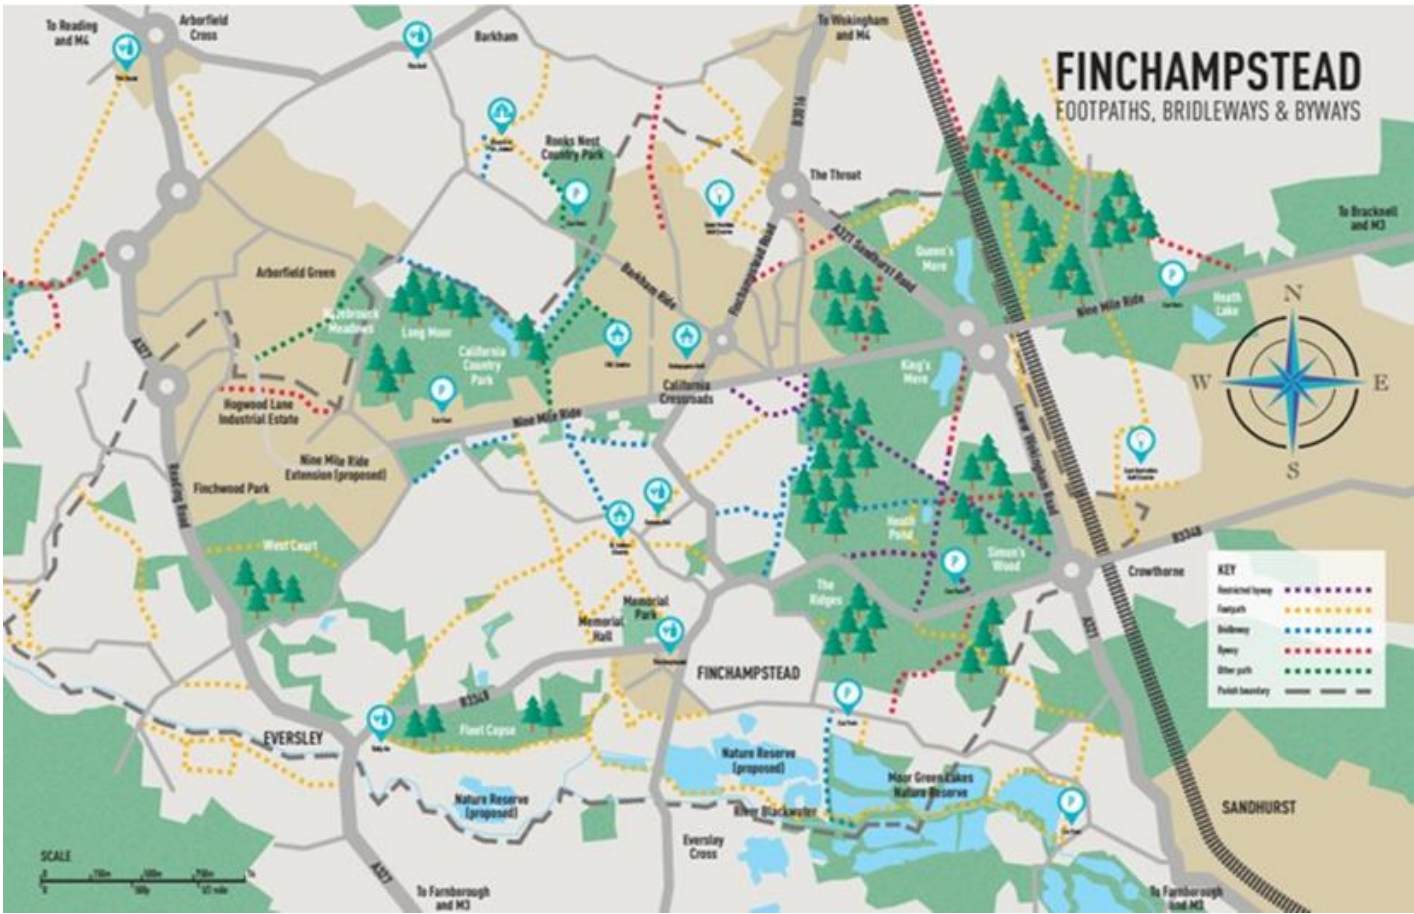 To Reading
and M4
Arborfield
Cross
Barkham
To Wokingham
and M4
FINCHAMPSTEAD
FOOTPATHS, BRIDLEWAYS & BYWAYS
B3016
Rooks Nest
Country Park
The Throat
To Bracknell
and M3
A321 Sandhurst Road
Queen's
Mere
Arborfield Green
Barkham Ride
Finchampstead Road
Nine Mile Ride
Heath
Lake
N
W
E
S
Meadows
Long Moor
California
Country
Park
A327
King's
Mere
California
Crossroads
Hogwood Lane
Industrial Estate
Nine Mile Ride
Lower Wokingham Road
Nine Mile Ride
Extension (proposed)
Finchwood Park
Reading Road
West Court
Heath
Pond
Simon's
Wood
B3348
Crowthorne
The
Ridges
KEY
Restricted byway
Footpath
Bridleway
Byway
Other path
Parish boundary
Memorial
Park
Memorial
Hall
A321
FINCHAMPSTEAD
B3348
Fleet Copse
EVERSLEY
Nature Reserve
(proposed)
Moor Green Lakes
Nature Reserve
Nature Reserve
(proposed)
River Blackwater
SANDHURST
Eversley
Cross
SCALE
A327
To Farnborough
and M3
To Farnborough
and M3